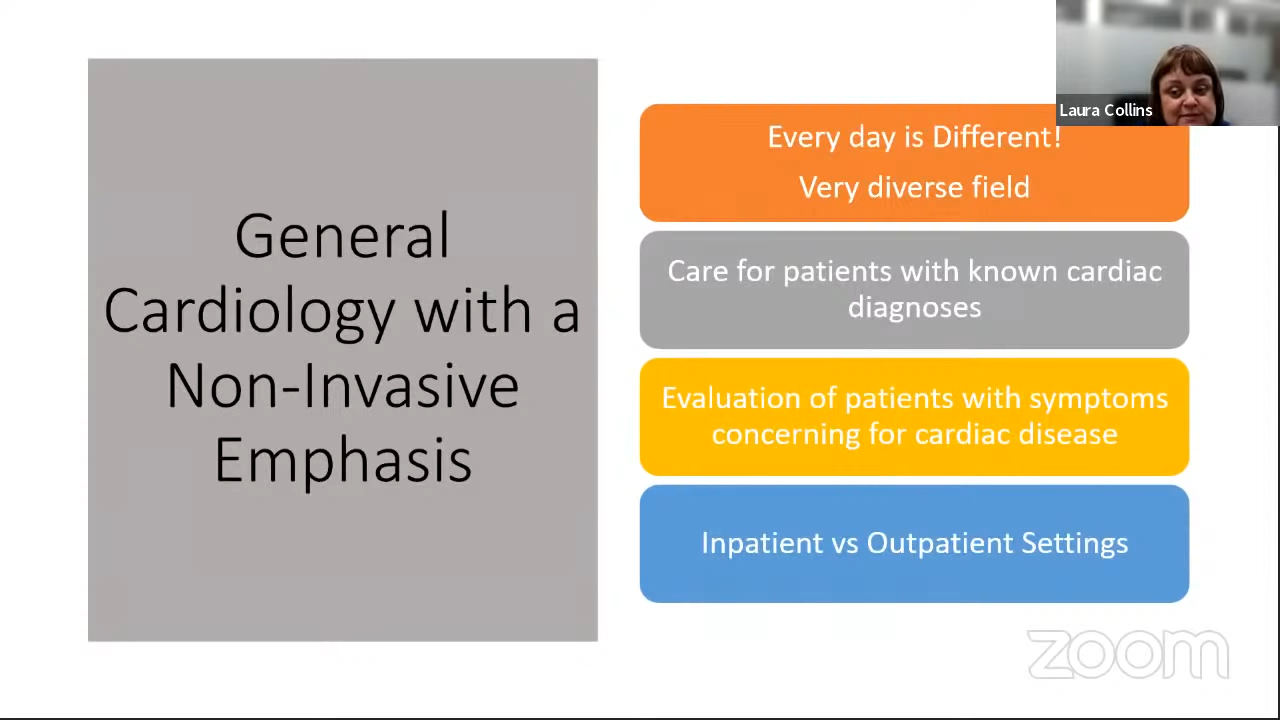 General
Cardiology with a
Non-Invasive
Emphasis
Laura Collins
Every day is Different!
Very diverse field
Care for patients with known cardiac
diagnoses
Evaluation of patients with symptoms
concerning for cardiac disease
Inpatient vs Outpatient Settings
zoom